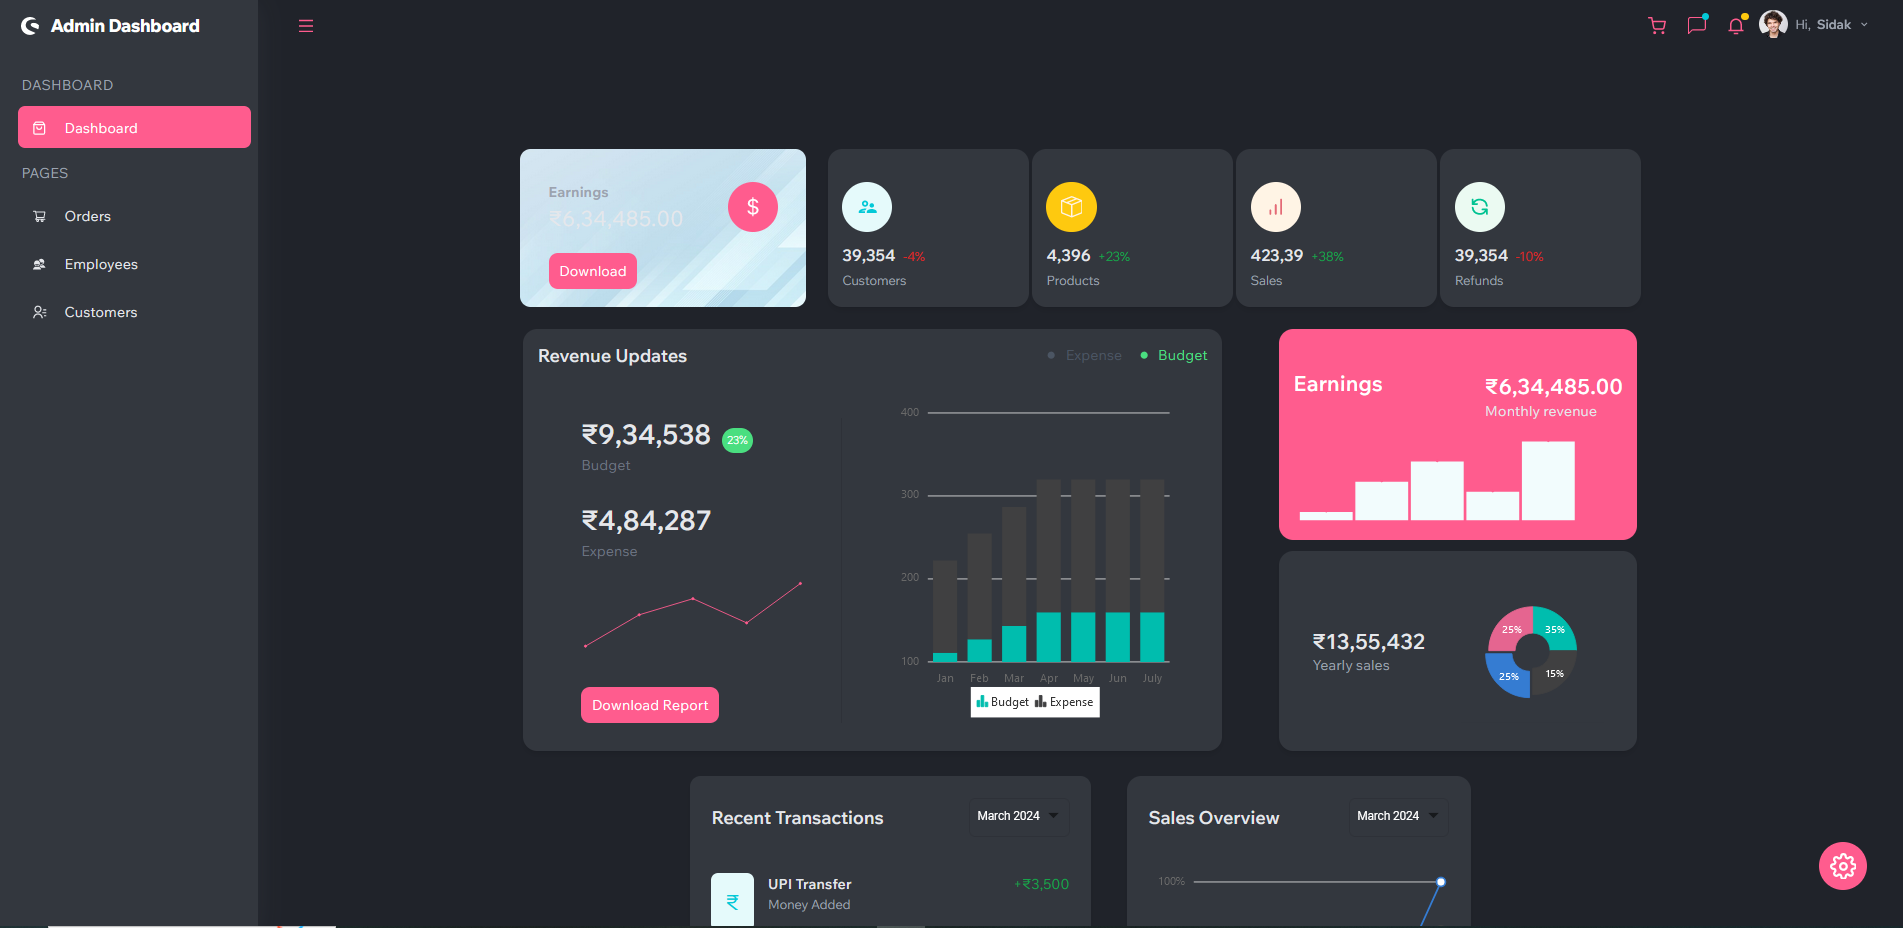 Admin Dashboard
Hi, Sidak
DASHBOARD
Dashboard
PAGES
Orders
Employees
Customers
Earnings
₹6,34,485.00
$
Download
39,354 -4%
Customers
4,396 +23%
Products
423,39 +38%
Sales
39,354 -10%
Refunds
Revenue Updates
Expense
Budget
₹9,34,538 23%
Budget
₹4,84,287
Expense
Download Report
400
300
200
100
Jan Feb Mar Apr May Jun July
Budget Expense
Earnings
₹6,34,485.00
Monthly revenue
₹13,55,432
Yearly sales
25% 35%
25% 15%
Recent Transactions
March 2024
₹
UPI Transfer +₹3,500
Money Added
Sales Overview
March 2024
100%